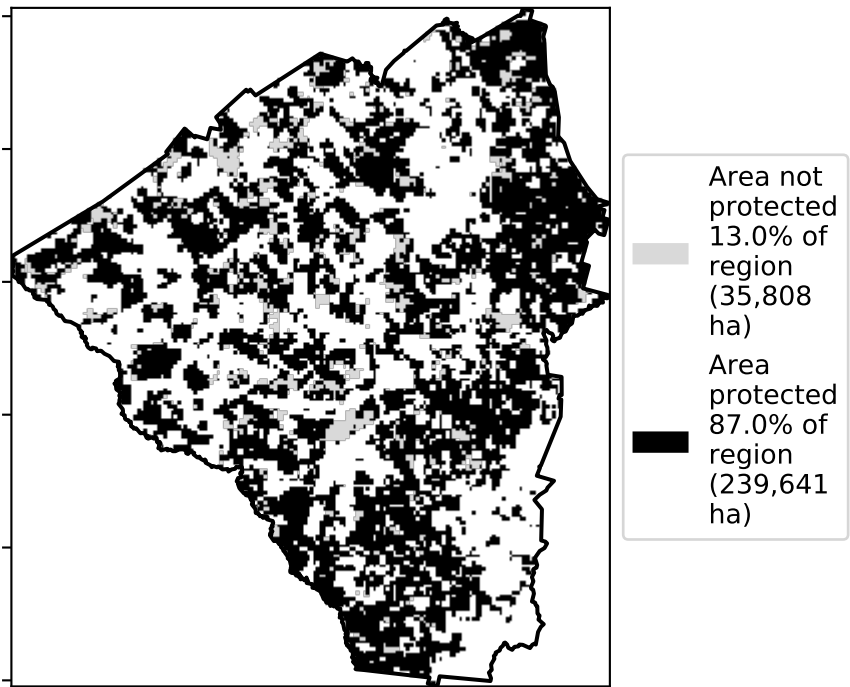 Area not
protected
13.0% of
region
(35,808
ha)
Area
protected
87.0% of
region
(239,641
ha)